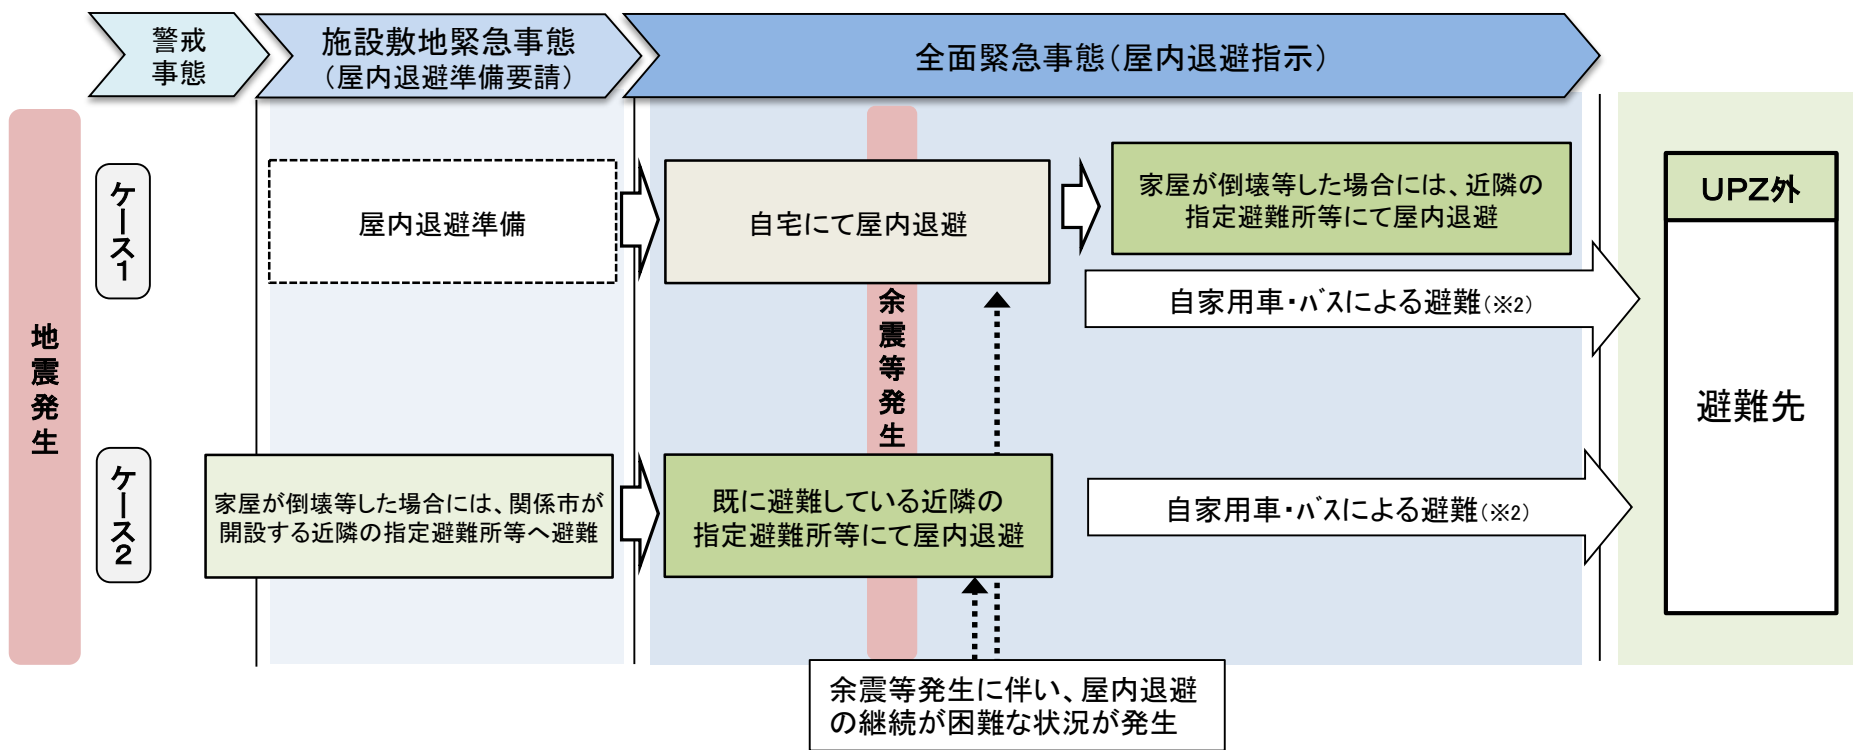 警戒
事態
施設敷地緊急事態
（屋内退避準備要請）
全面緊急事態（屋内退避指示）
地震発生
ケース1
屋内退避準備
自宅にて屋内退避
家屋が倒壊等した場合には、近隣の
指定避難所等にて屋内退避
自家用車・バスによる避難（※2）
余震等発生
ケース2
家屋が倒壊等した場合には、関係市が
開設する近隣の指定避難所等へ避難
既に避難している近隣の
指定避難所等にて屋内退避
自家用車・バスによる避難（※2）
余震等発生に伴い、屋内退避
の継続が困難な状況が発生
UPZ外
避難先